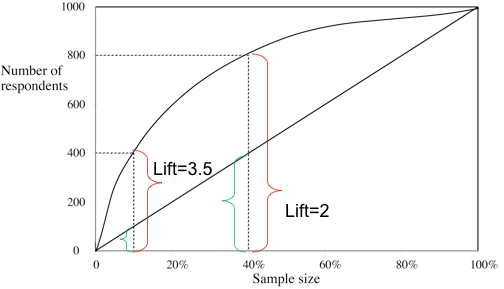 1000
800
Number of
respondents
600
400
Lift=3.5
200
Lift=2
0
0 20% 40% 60% 80% 100%
Sample size